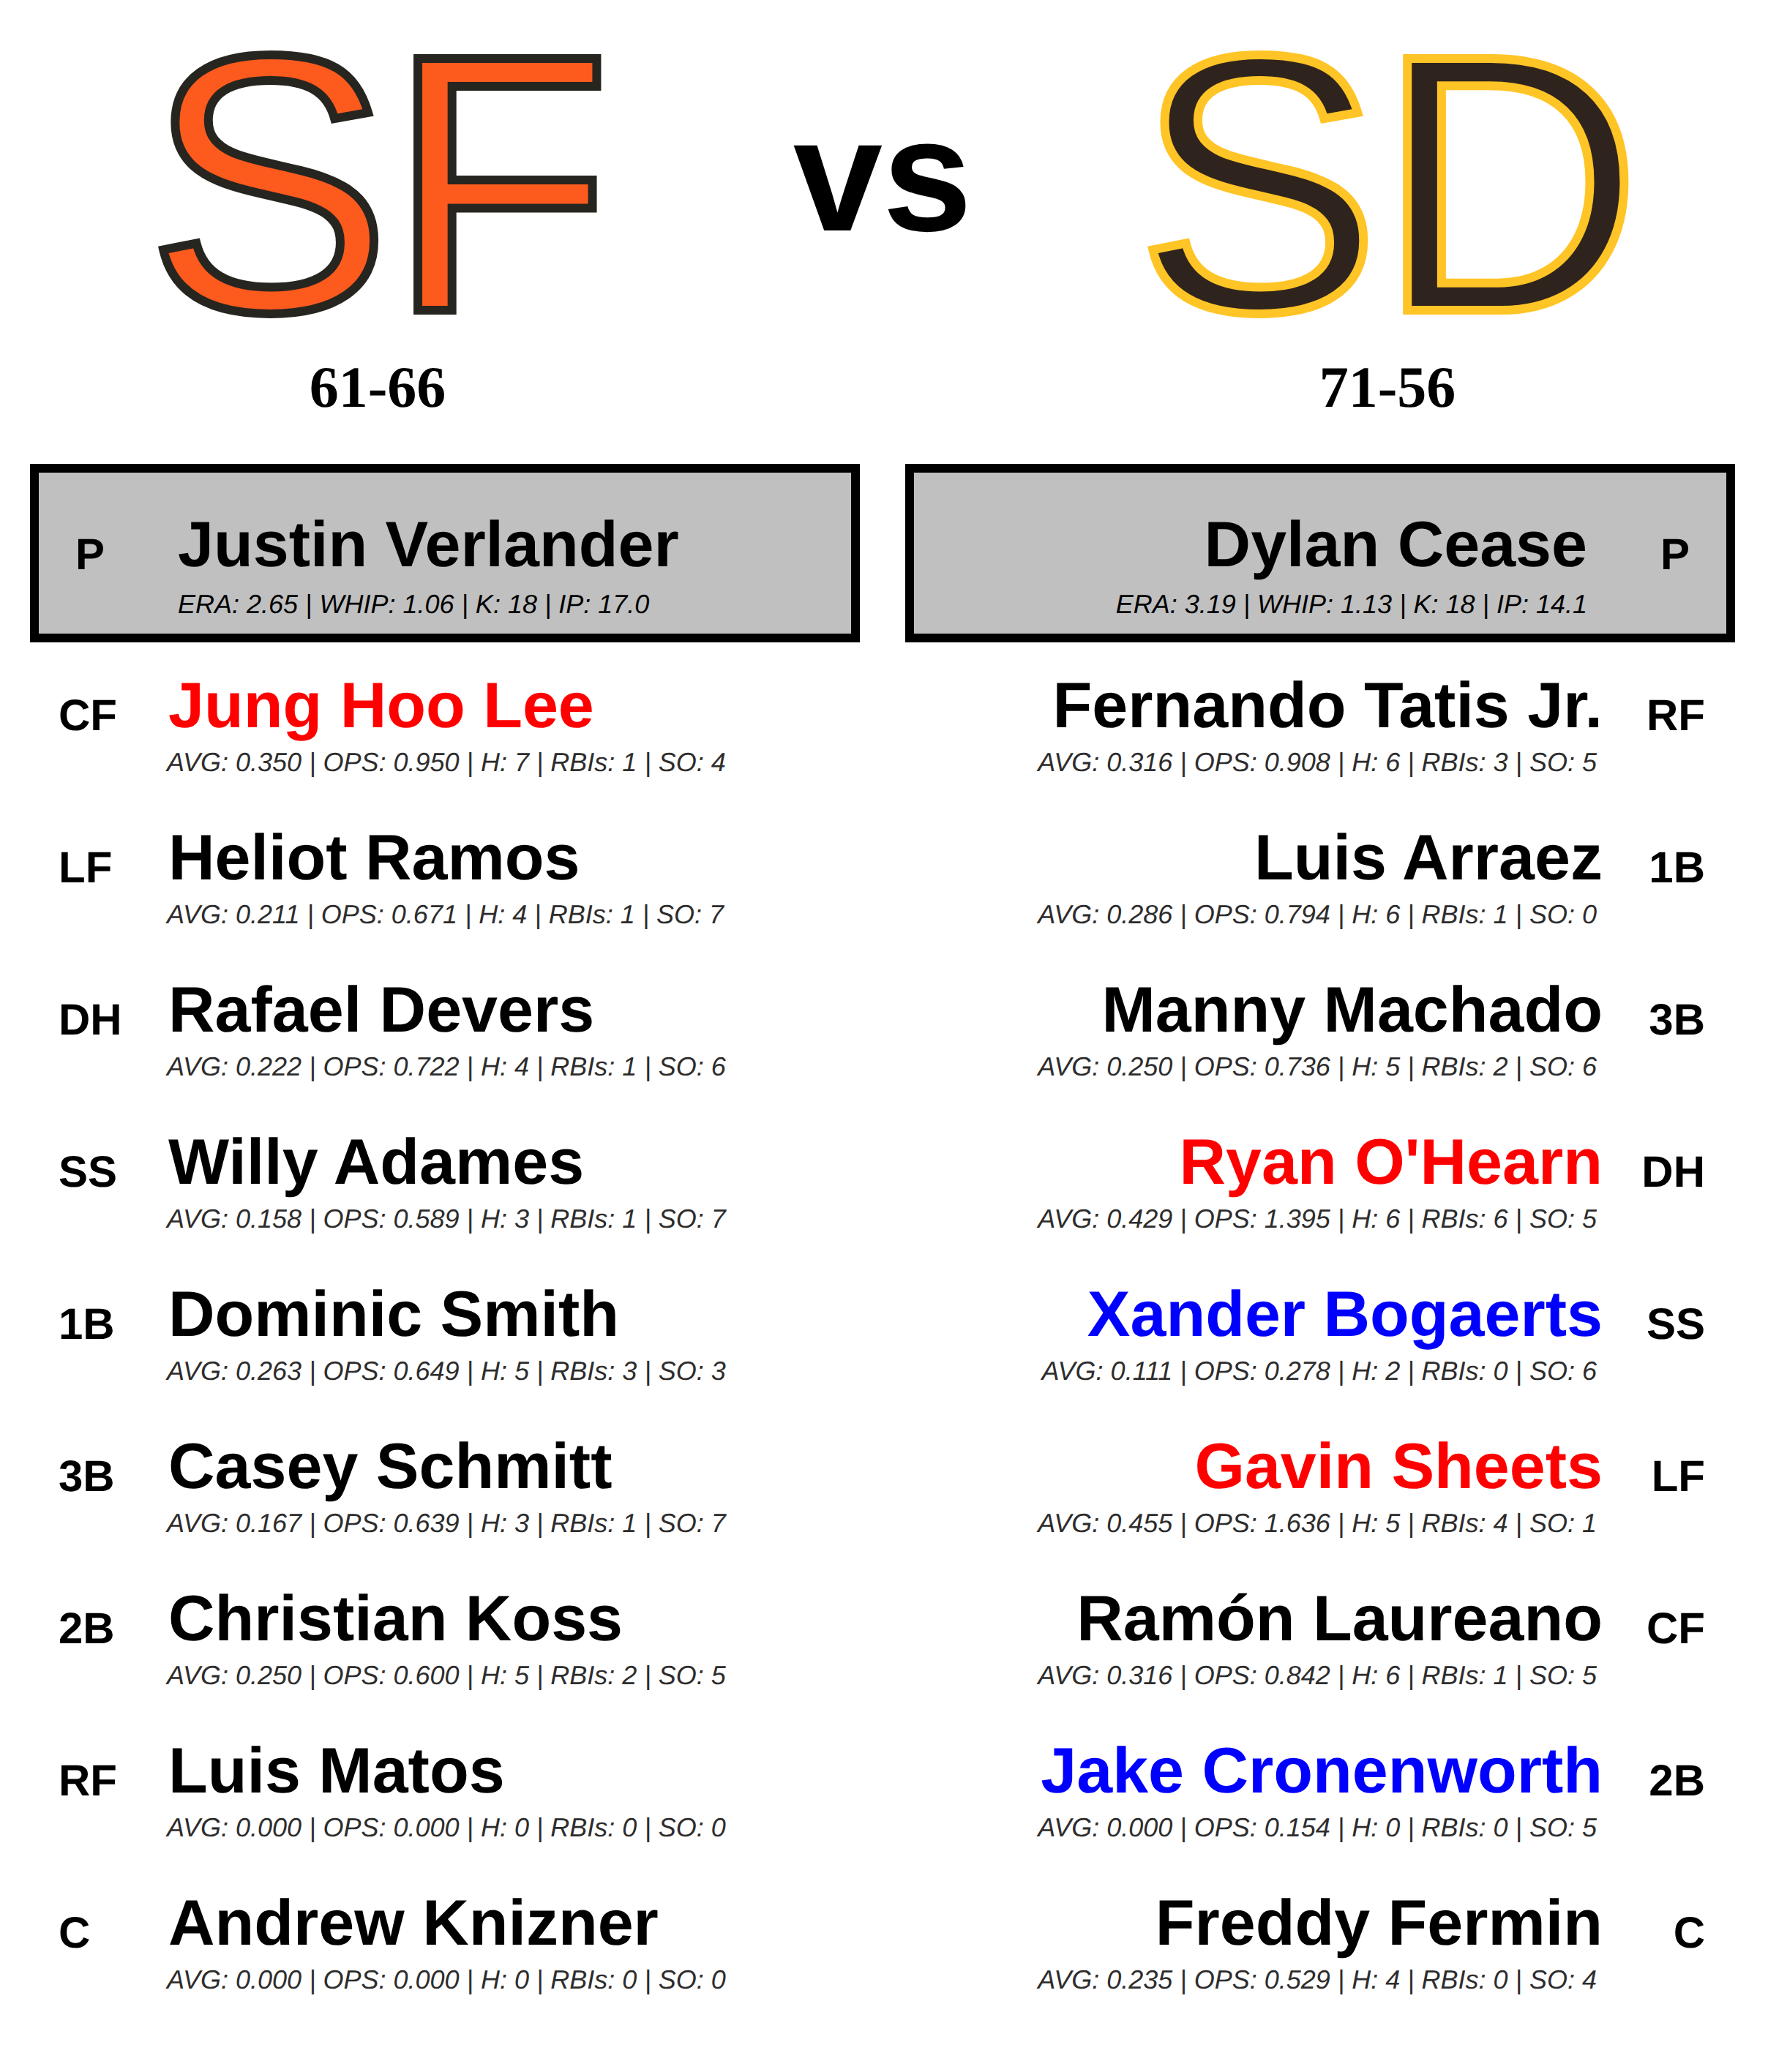 SF vs SD
61-66 71-56
P Justin Verlander
ERA: 2.65 | WHIP: 1.06 | K: 18 | IP: 17.0
Dylan Cease P
ERA: 3.19 | WHIP: 1.13 | K: 18 | IP: 14.1
CF Jung Hoo Lee
AVG: 0.350 | OPS: 0.950 | H: 7 | RBIs: 1 | SO: 4
LF Heliot Ramos
AVG: 0.211 | OPS: 0.671 | H: 4 | RBIs: 1 | SO: 7
DH Rafael Devers
AVG: 0.222 | OPS: 0.722 | H: 4 | RBIs: 1 | SO: 6
SS Willy Adames
AVG: 0.158 | OPS: 0.589 | H: 3 | RBIs: 1 | SO: 7
1B Dominic Smith
AVG: 0.263 | OPS: 0.649 | H: 5 | RBIs: 3 | SO: 3
3B Casey Schmitt
AVG: 0.167 | OPS: 0.639 | H: 3 | RBIs: 1 | SO: 7
2B Christian Koss
AVG: 0.250 | OPS: 0.600 | H: 5 | RBIs: 2 | SO: 5
RF Luis Matos
AVG: 0.000 | OPS: 0.000 | H: 0 | RBIs: 0 | SO: 0
C Andrew Knizner
AVG: 0.000 | OPS: 0.000 | H: 0 | RBIs: 0 | SO: 0
Fernando Tatis Jr. RF
AVG: 0.316 | OPS: 0.908 | H: 6 | RBIs: 3 | SO: 5
Luis Arraez 1B
AVG: 0.286 | OPS: 0.794 | H: 6 | RBIs: 1 | SO: 0
Manny Machado 3B
AVG: 0.250 | OPS: 0.736 | H: 5 | RBIs: 2 | SO: 6
Ryan O'Hearn DH
AVG: 0.429 | OPS: 1.395 | H: 6 | RBIs: 6 | SO: 5
Xander Bogaerts SS
AVG: 0.111 | OPS: 0.278 | H: 2 | RBIs: 0 | SO: 6
Gavin Sheets LF
AVG: 0.455 | OPS: 1.636 | H: 5 | RBIs: 4 | SO: 1
Ramón Laureano CF
AVG: 0.316 | OPS: 0.842 | H: 6 | RBIs: 1 | SO: 5
Jake Cronenworth 2B
AVG: 0.000 | OPS: 0.154 | H: 0 | RBIs: 0 | SO: 5
Freddy Fermin C
AVG: 0.235 | OPS: 0.529 | H: 4 | RBIs: 0 | SO: 4